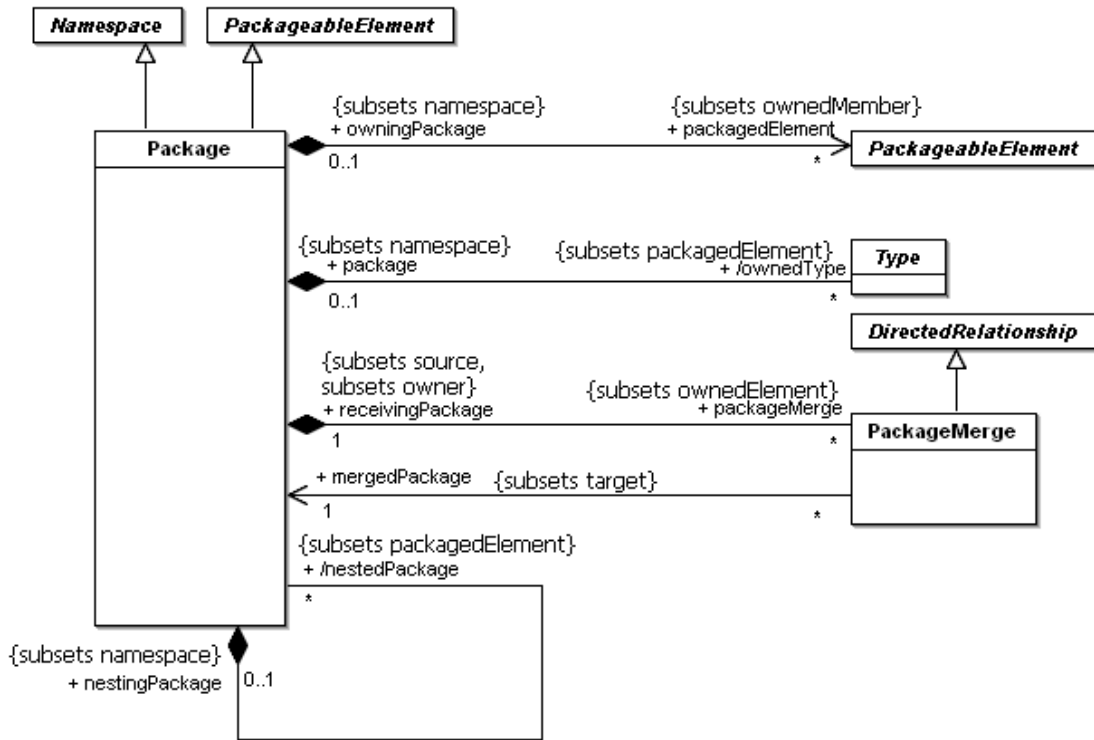 Namespace
PackageableElement
{subsets namespace}
+ owningPackage
0..1
{subsets ownedMember}
+ packagedElement
*
PackageableElement
Package
{subsets namespace}
+ package
0..1
{subsets packagedElement}
+ /ownedType
*
Type
DirectedRelationship
{subsets source,
subsets owner}
+ receivingPackage
1
{subsets ownedElement}
+ packageMerge
*
PackageMerge
+ mergedPackage
{subsets target}
1
*
{subsets packagedElement}
+ /nestedPackage
*
{subsets namespace}
+ nestingPackage
0..1